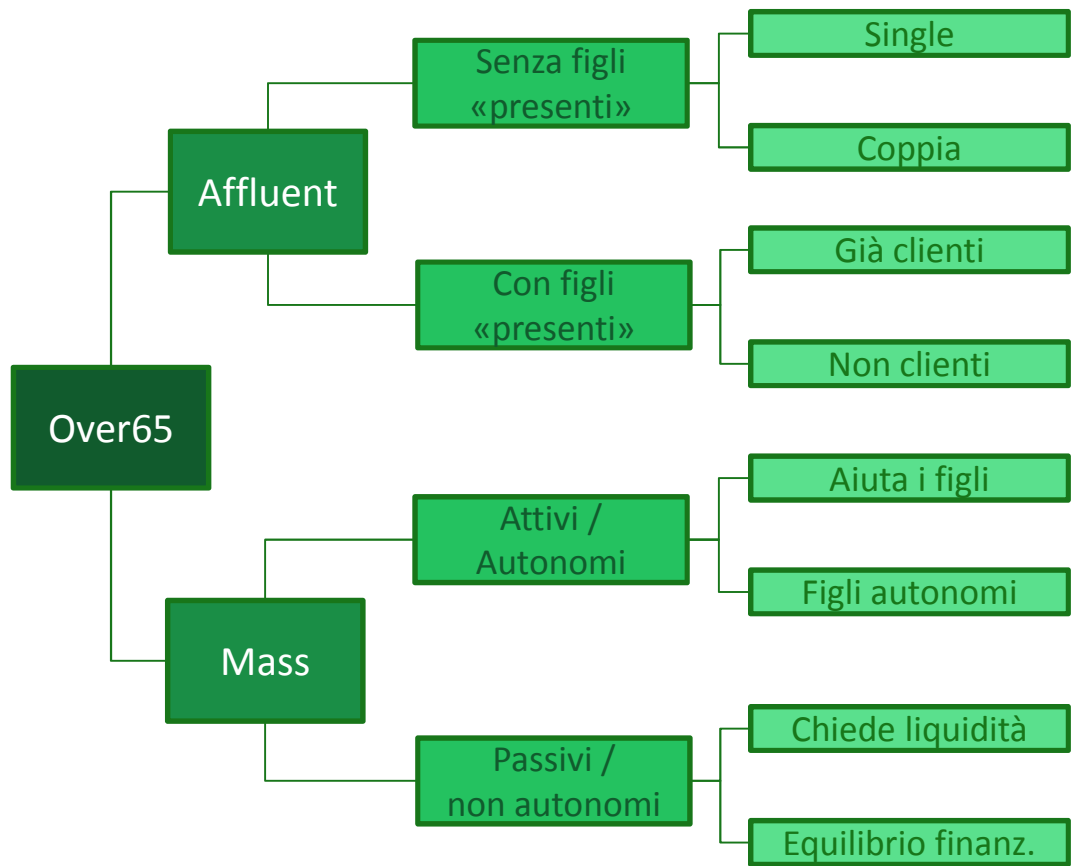 Over65
Affluent
Senza figli
«presenti»
Single
Coppia
Con figli
«presenti»
Già clienti
Non clienti
Mass
Attivi /
Autonomi
Aiuta i figli
Figli autonomi
Passivi /
non autonomi
Chiede liquidità
Equilibrio finanz.